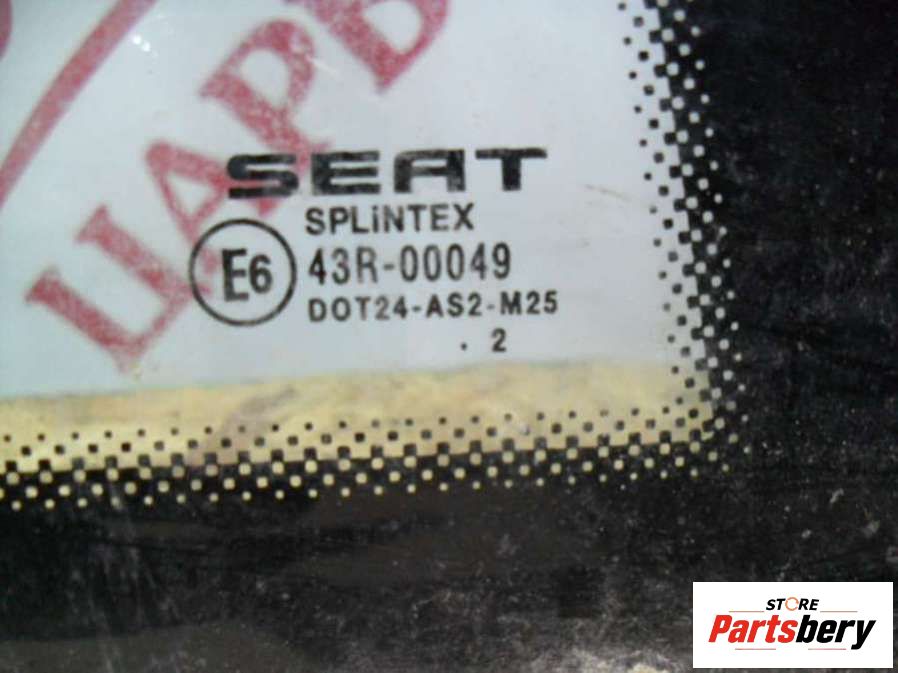 SEAT
SPLiNTEX
E6 43R-00049
DOT24-AS2-M25
. 2
STORE
Partsbery